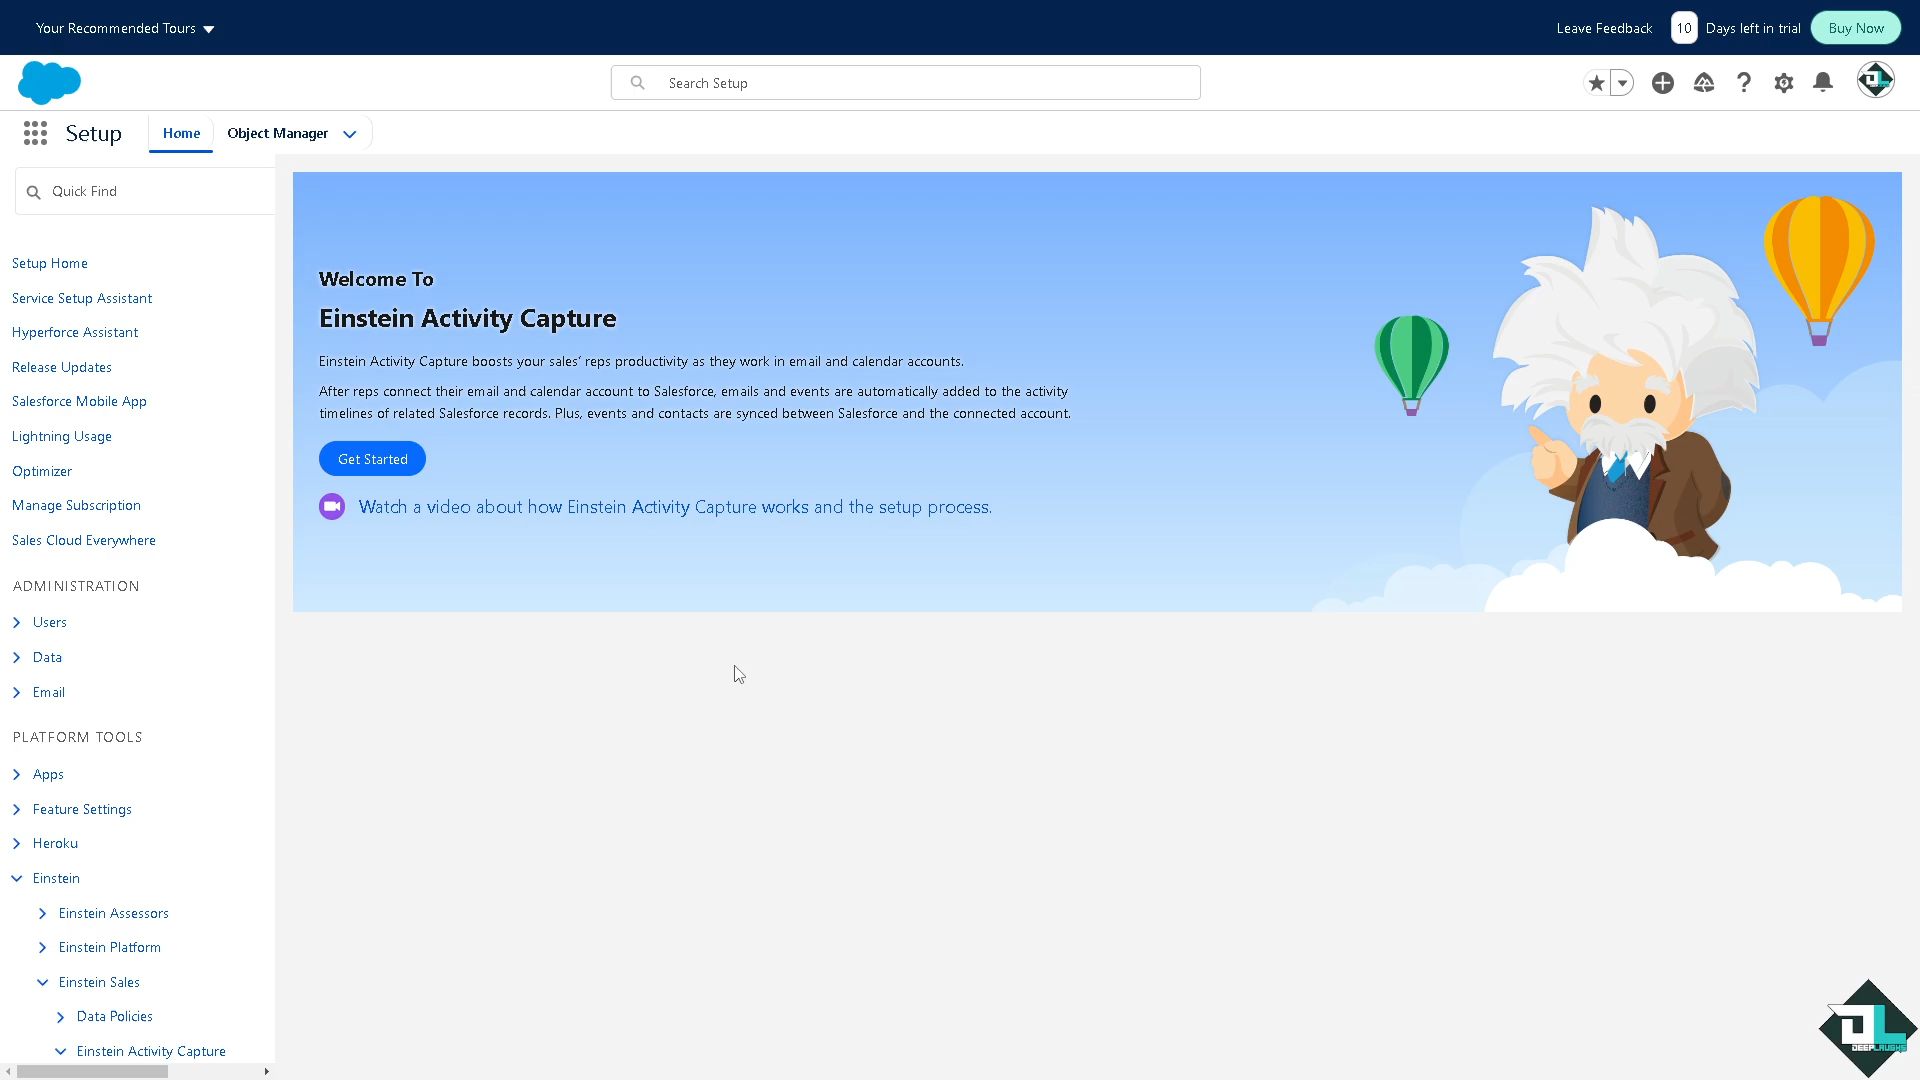 Your Recommended Tours
Leave Feedback
10
Days left in trial
Buy Now
Search Setup
Setup
Home
Object Manager
Quick Find
Setup Home
Service Setup Assistant
Hyperforce Assistant
Release Updates
Salesforce Mobile App
Lightning Usage
Optimizer
Manage Subscription
Sales Cloud Everywhere
ADMINISTRATION
Users
Data
Email
PLATFORM TOOLS
Apps
Feature Settings
Heroku
Einstein
Einstein Assessors
Einstein Platform
Einstein Sales
Data Policies
Einstein Activity Capture
Welcome To
Einstein Activity Capture
Einstein Activity Capture boosts your sales’ reps productivity as they work in email and calendar accounts.
After reps connect their email and calendar account to Salesforce, emails and events are automatically added to the activity
timelines of related Salesforce records. Plus, events and contacts are synced between Salesforce and the connected account.
Get Started
Watch a video about how Einstein Activity Capture works and the setup process.
DL
DEEPLAUGHS